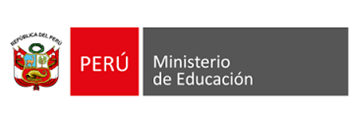 REPÚBLICA DEL PERÚ
PERÚ
Ministerio
de Educación